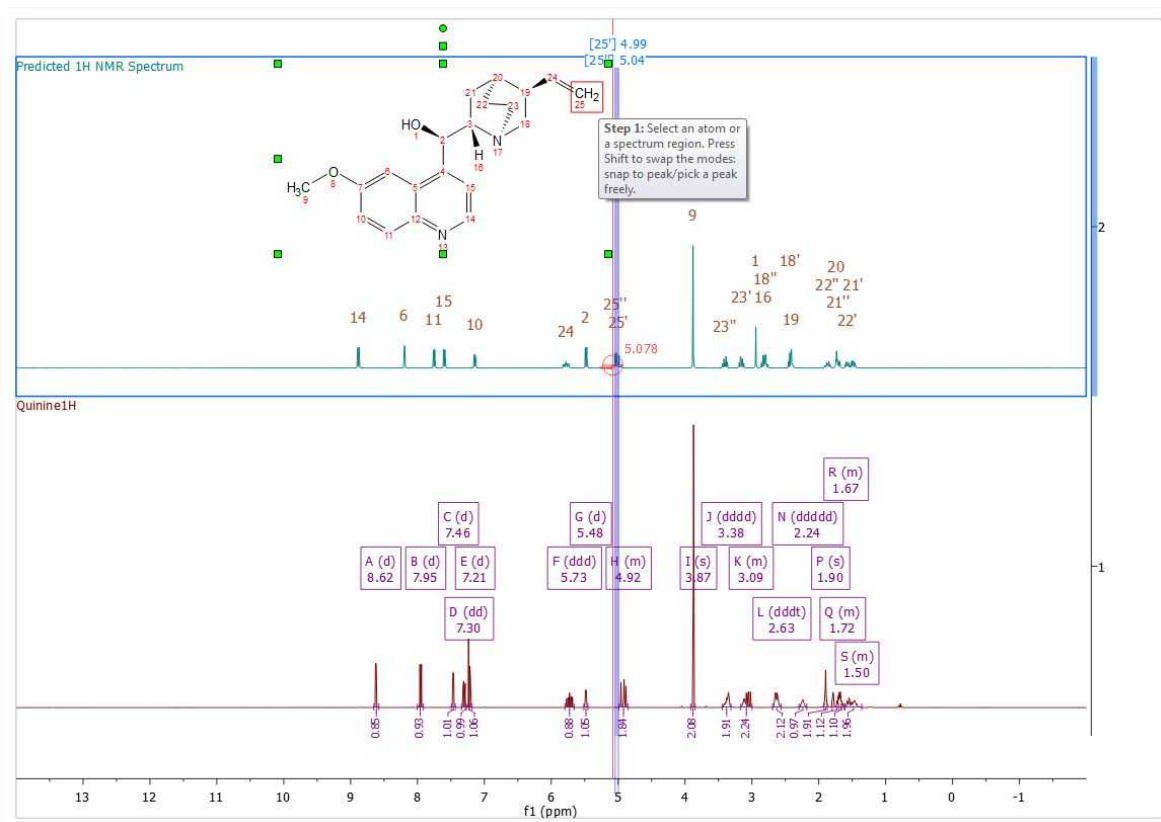 [25'] 4.99
[25''] 5.04
Predicted 1H NMR Spectrum
20
24
21
19
CH2
22
23
25
HO
3
18
1
2
N
H
17
16
4
O
6
15
8
7
5
H3C
9
10
12
14
11
N
13
Step 1: Select an atom or
a spectrum region. Press
Shift to swap the modes:
snap to peak/pick a peak
freely.
9
2
1 18' 20
18'' 22'' 21'
15 25'' 23' 16 21''
14 6 11 10 24 2 25' 23'' 19 22'
5.078
Quinine1H
R (m)
1.67
C (d) G (d) J (dddd) N (ddddd)
7.46 5.48 3.38 2.24
A (d) B (d) E (d) F (ddd) H (m) I (s) K (m) P (s)
8.62 7.95 7.21 5.73 4.92 3.87 3.09 1.90
1
D (dd) L (dddt) Q (m)
7.30 2.63 1.72
S (m)
1.50
0.85 0.93 1.01 0.99 1.06 0.88 1.05 1.84 2.08 1.91 2.24 2.12 0.97 1.91 1.12 1.10 1.96
13 12 11 10 9 8 7 6 5 4 3 2 1 0 -1
f1 (ppm)